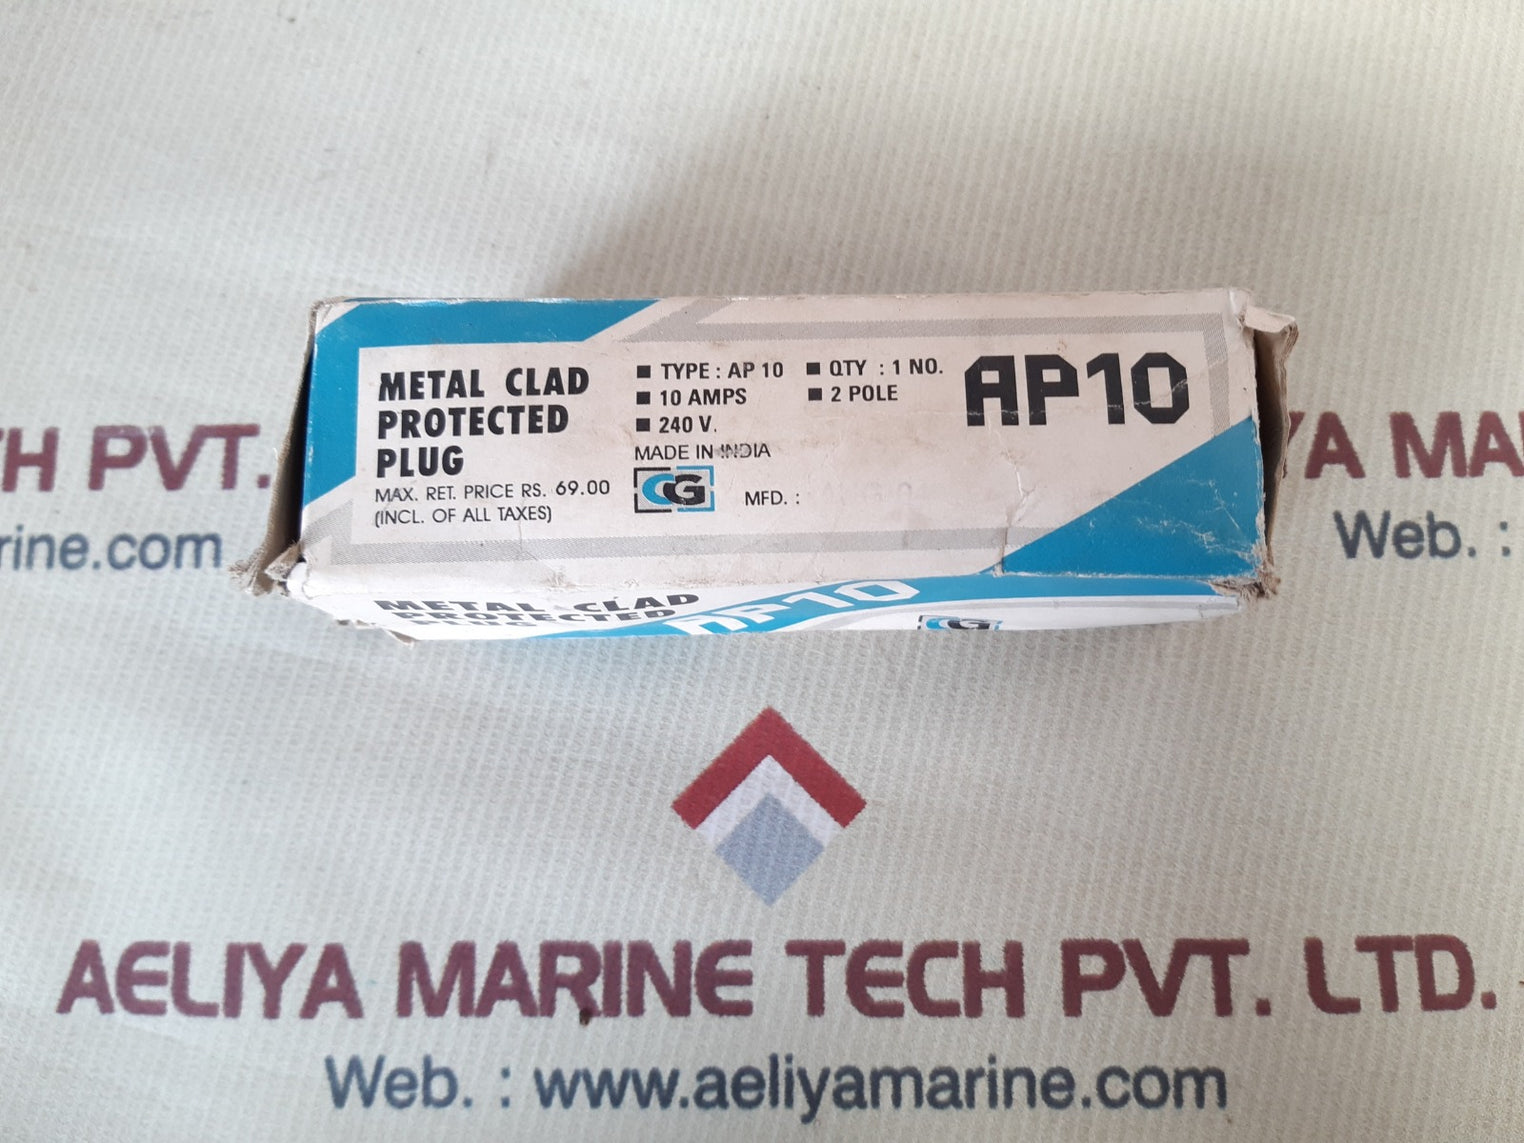 METAL CLAD
PROTECTED
PLUG
MAX. RET. PRICE RS. 69.00
(INCL. OF ALL TAXES)
■ TYPE : AP 10
■ 10 AMPS
■ 240 V.
■ QTY : 1 NO.
■ 2 POLE
MADE IN INDIA
CG
MFD. :
AP10
METAL CLAD
PROTECTED
PLUG
AP10
CG
TH PVT.
rine.com
YA MA
Web. :
AELIYA MARINE TECH PVT. LTD.
Web. : www.aeliyamarine.com